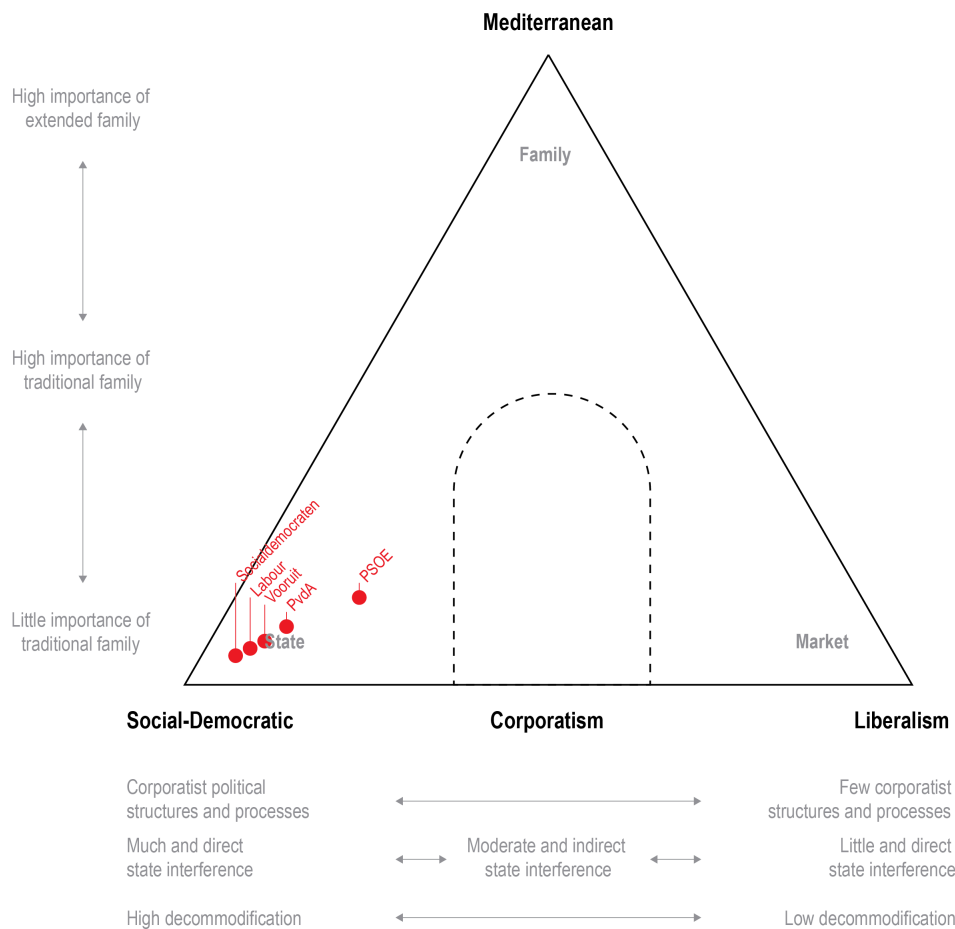 Mediterranean
High importance of
extended family
Family
High importance of
traditional family
Socialdemocraten
Labour
Vooruit
PvdA
PSOE
Little importance of
traditional family
State
Market
Social-Democratic
Corporatism
Liberalism
Corporatist political
structures and processes
Few corporatist
structures and processes
Much and direct
state interference
Moderate and indirect
state interference
Little and direct
state interference
High decommodification
Low decommodification